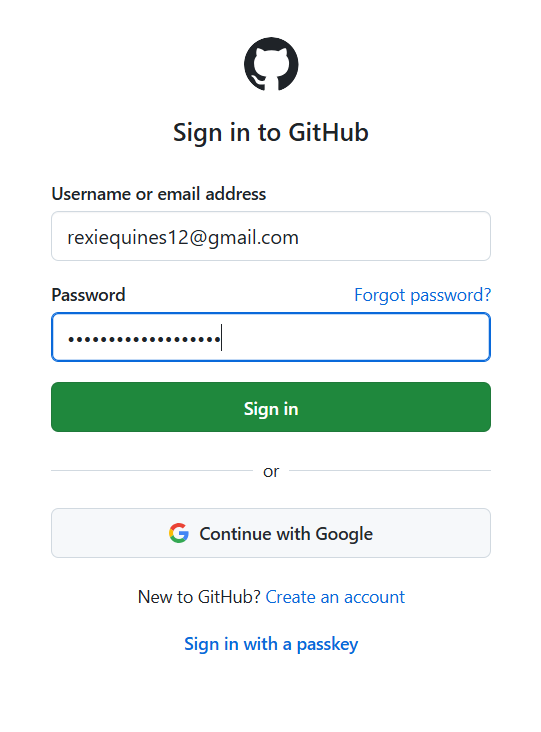 Sign in to GitHub
Username or email address
rexiequines12@gmail.com
Password Forgot password?
•••••••••••••••••••
Sign in
or
Continue with Google
New to GitHub? Create an account
Sign in with a passkey